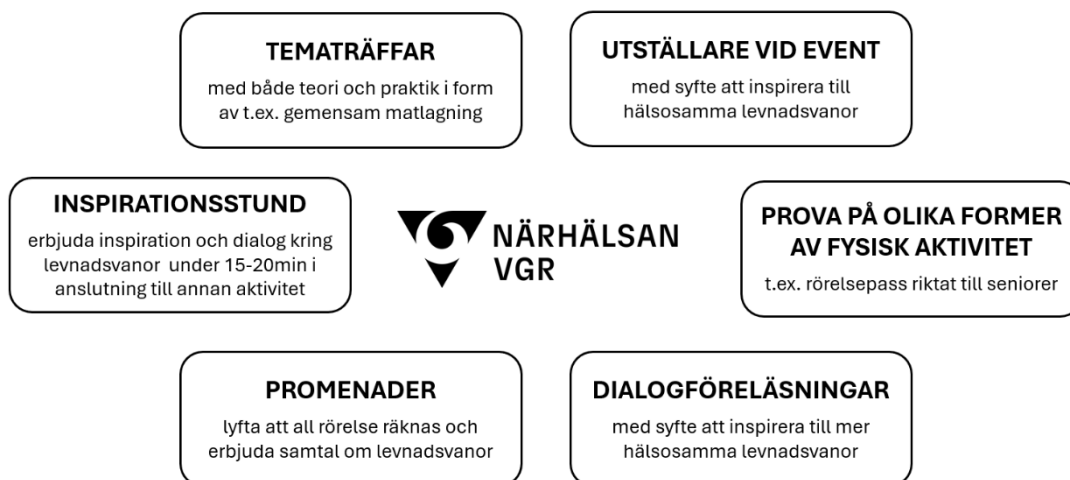 TEMATRÄFFAR
med både teori och praktik i form
av t.ex. gemensam matlagning
UTSTÄLLARE VID EVENT
med syfte att inspirera till
hälsosamma levnadsvanor
INSPIRATIONSSTUND
erbjuda inspiration och dialog kring
levnadsvanor under 15-20min i
anslutning till annan aktivitet
NÄRHÄLSAN
VGR
PROVA PÅ OLIKA FORMER
AV FYSISK AKTIVITET
t.ex. rörelsepass riktat till seniorer
PROMENADER
lyfta att all rörelse räknas och
erbjuda samtal om levnadsvanor
DIALOGFÖRELÄSNINGAR
med syfte att inspirera till mer
hälsosamma levnadsvanor